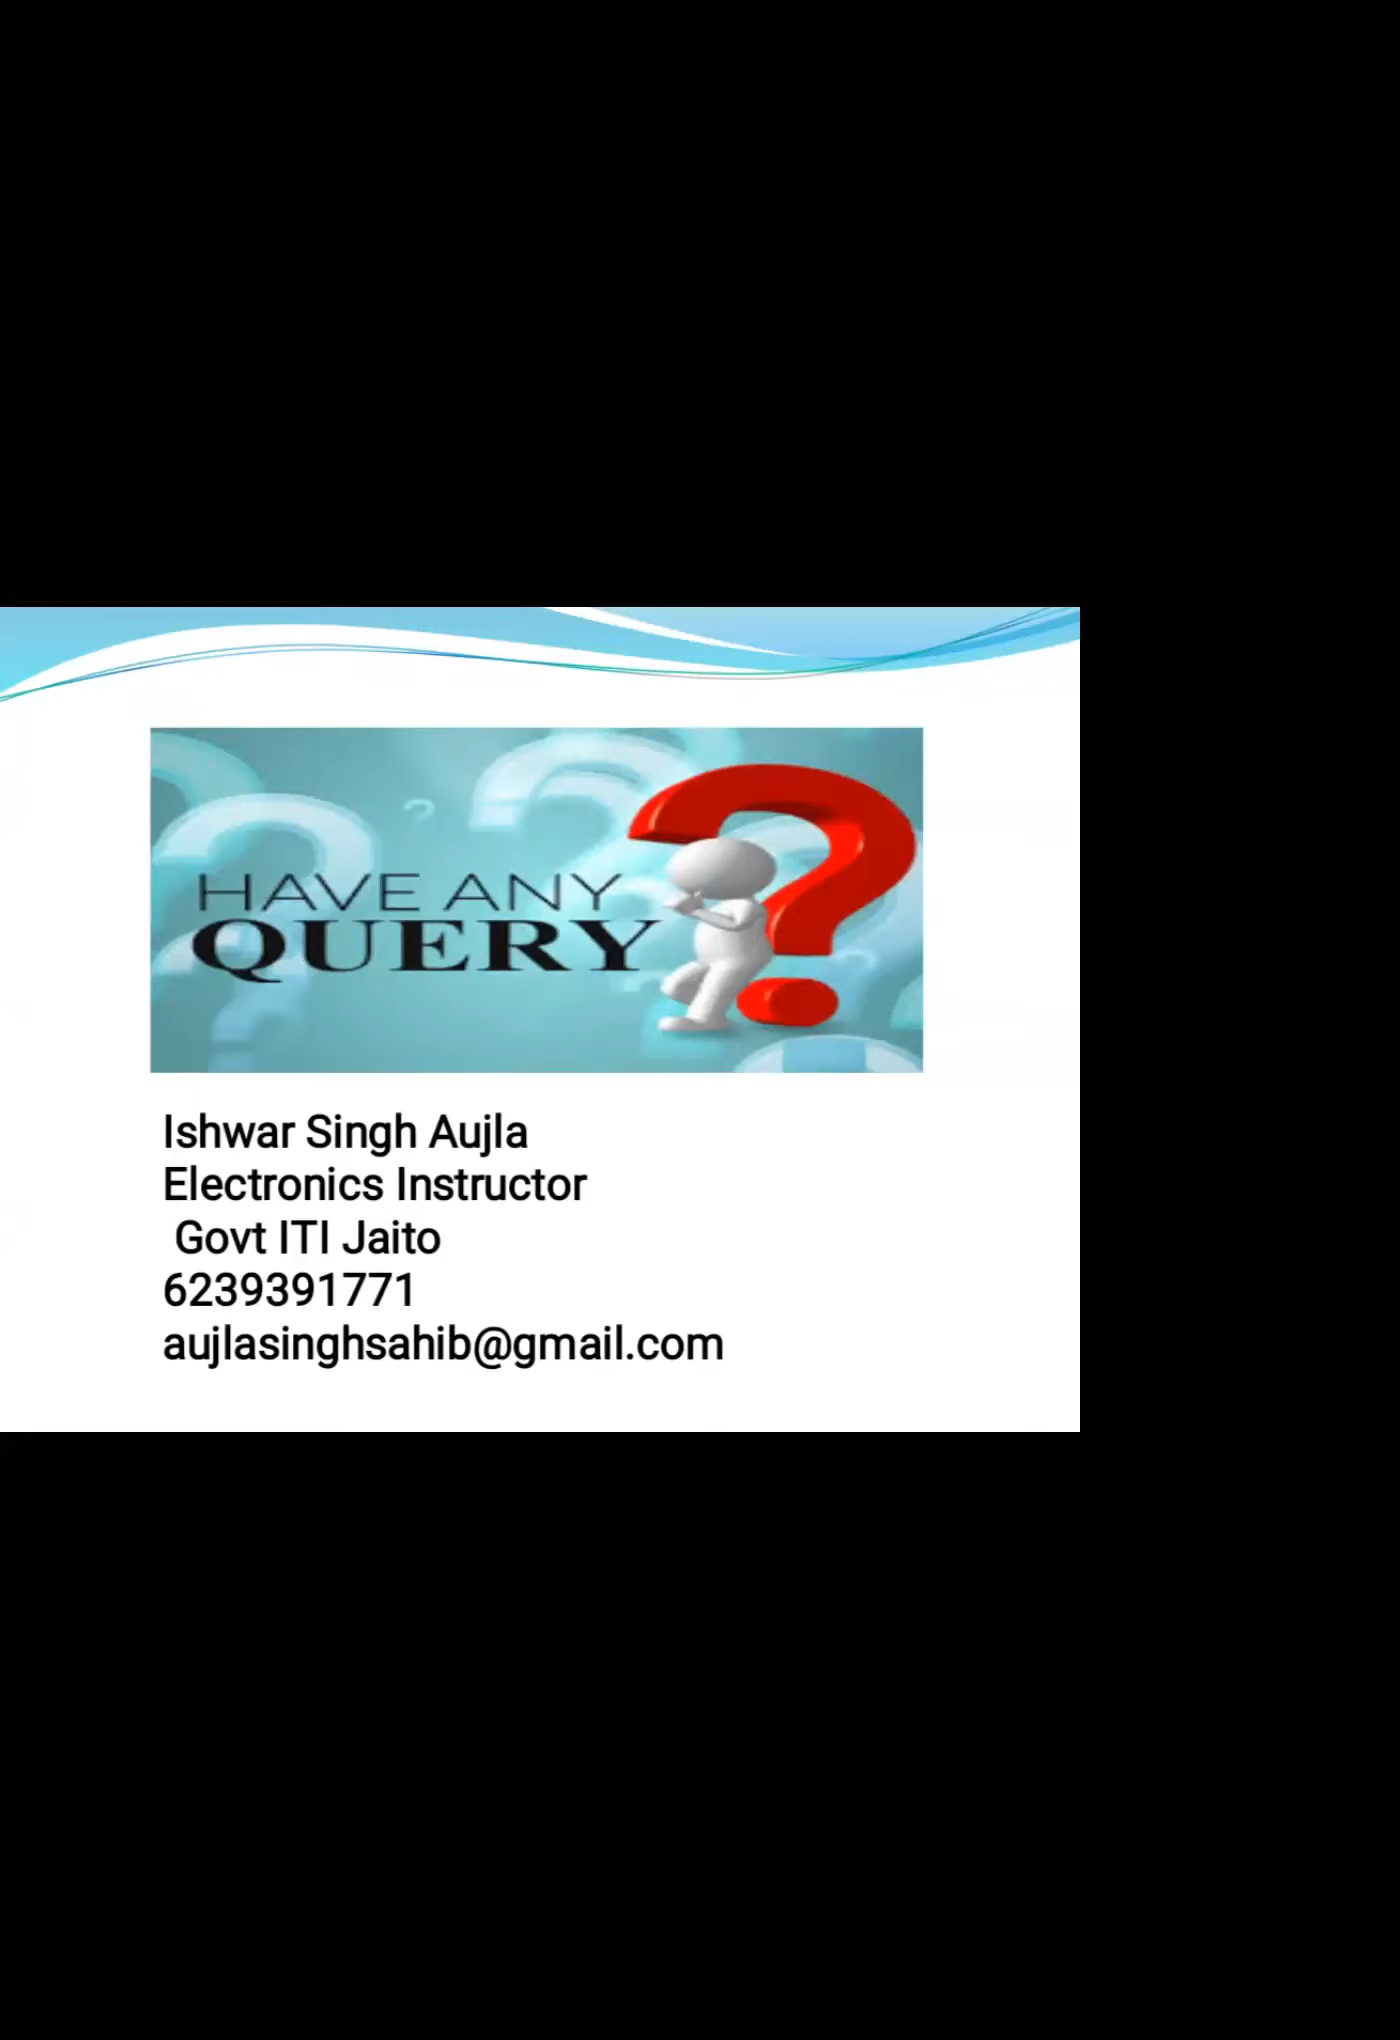 HAVE ANY
QUERY
Ishwar Singh Aujla
Electronics Instructor
Govt ITI Jaito
6239391771
aujlasinghsahib@gmail.com